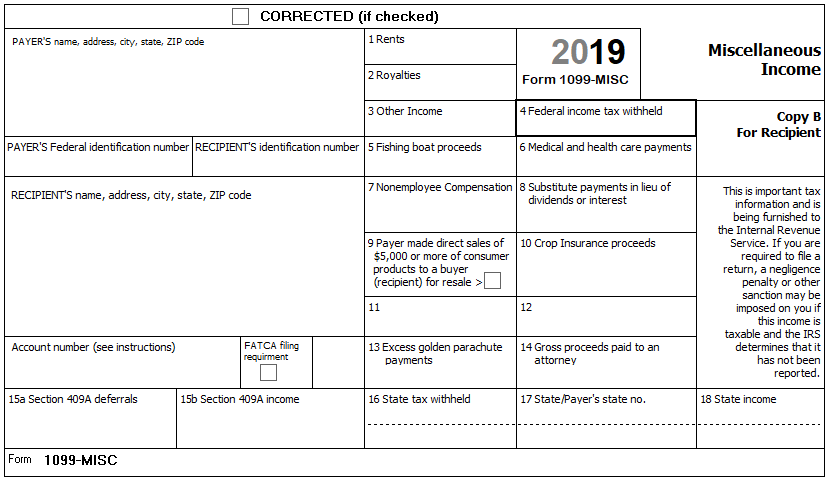 CORRECTED (if checked)
PAYER'S name, address, city, state, ZIP code
1 Rents
2019
Form 1099-MISC
Miscellaneous
Income
2 Royalties
3 Other Income
4 Federal income tax withheld
Copy B
For Recipient
PAYER'S Federal identification number
RECIPIENT'S identification number
5 Fishing boat proceeds
6 Medical and health care payments
RECIPIENT'S name, address, city, state, ZIP code
7 Nonemployee Compensation
8 Substitute payments in lieu of
dividends or interest
This is important tax
information and is
being furnished to
the Internal Revenue
Service. If you are
required to file a
return, a negligence
penalty or other
sanction may be
imposed on you if
this income is
taxable and the IRS
determines that it
has not been
reported.
9 Payer made direct sales of
$5,000 or more of consumer
products to a buyer
(recipient) for resale >
10 Crop Insurance proceeds
11
12
Account number (see instructions)
FATCA filing
requirment
13 Excess golden parachute
payments
14 Gross proceeds paid to an
attorney
15a Section 409A deferrals
15b Section 409A income
16 State tax withheld
17 State/Payer's state no.
18 State income
Form 1099-MISC